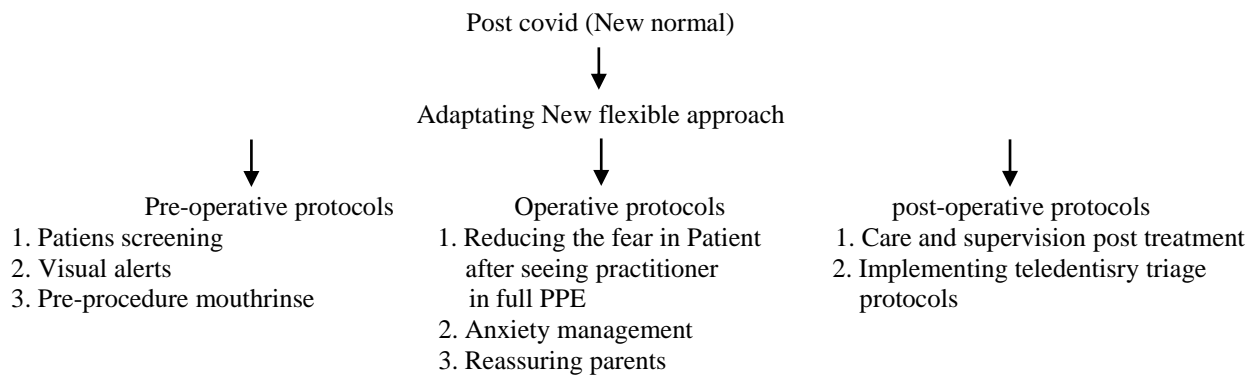 Post covid (New normal)
Adaptating New flexible approach
Pre-operative protocols
1. Patiens screening
2. Visual alerts
3. Pre-procedure mouthrinse
Operative protocols
1. Reducing the fear in Patient
after seeing practitioner
in full PPE
2. Anxiety management
3. Reassuring parents
post-operative protocols
1. Care and supervision post treatment
2. Implementing teledentisry triage
protocols